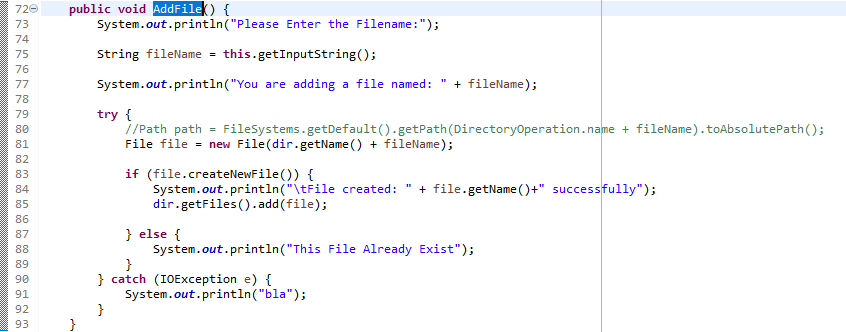 72 public void AddFile() {
73 System.out.println("Please Enter the Filename:");
74
75 String fileName = this.getInputString();
76
77 System.out.println("You are adding a file named: " + fileName);
78
79 try {
80 //Path path = FileSystems.getDefault().getPath(DirectoryOperation.name + fileName).toAbsolutePath();
81 File file = new File(dir.getName() + fileName);
82
83 if (file.createNewFile()) {
84 System.out.println("\tFile created: " + file.getName()+" successfully");
85 dir.getFiles().add(file);
86
87 } else {
88 System.out.println("This File Already Exist");
89 }
90 } catch (IOException e) {
91 System.out.println("bla");
92 }
93 }